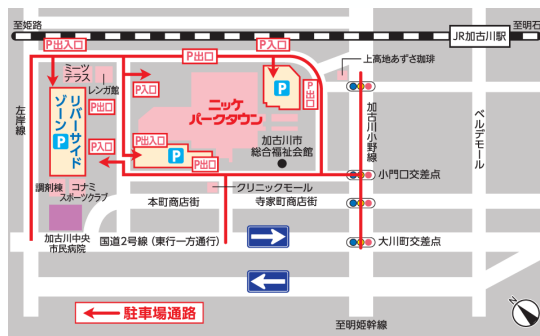 至姫路
至明石
JR加古川駅
P出入口
P出口
P入口
上高地あずさ珈琲
ミーツ
テラス
レンガ館
P入口
P
P出口
左岸線
リバーサイド
ゾーン
P
P出口
P入口
ニッケ
パークタウン
加古川市
総合福祉会館
加古川小野線
ベルデモール
P出入口
P
P出口
小門口交差点
調剤棟
コナミ
スポーツクラブ
クリニックモール
本町商店街
寺家町商店街
加古川中央
市民病院
国道2号線（東行一方通行）
大川町交差点
駐車場通路
至明姫幹線
N